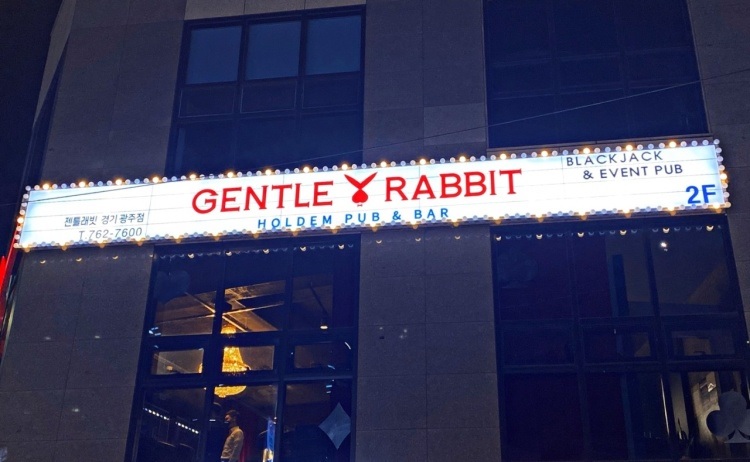 젠틀래빗 경기 광주점
T.762-7600
GENTLE RABBIT
HOLDEM PUB & BAR
BLACKJACK
& EVENT PUB
2F